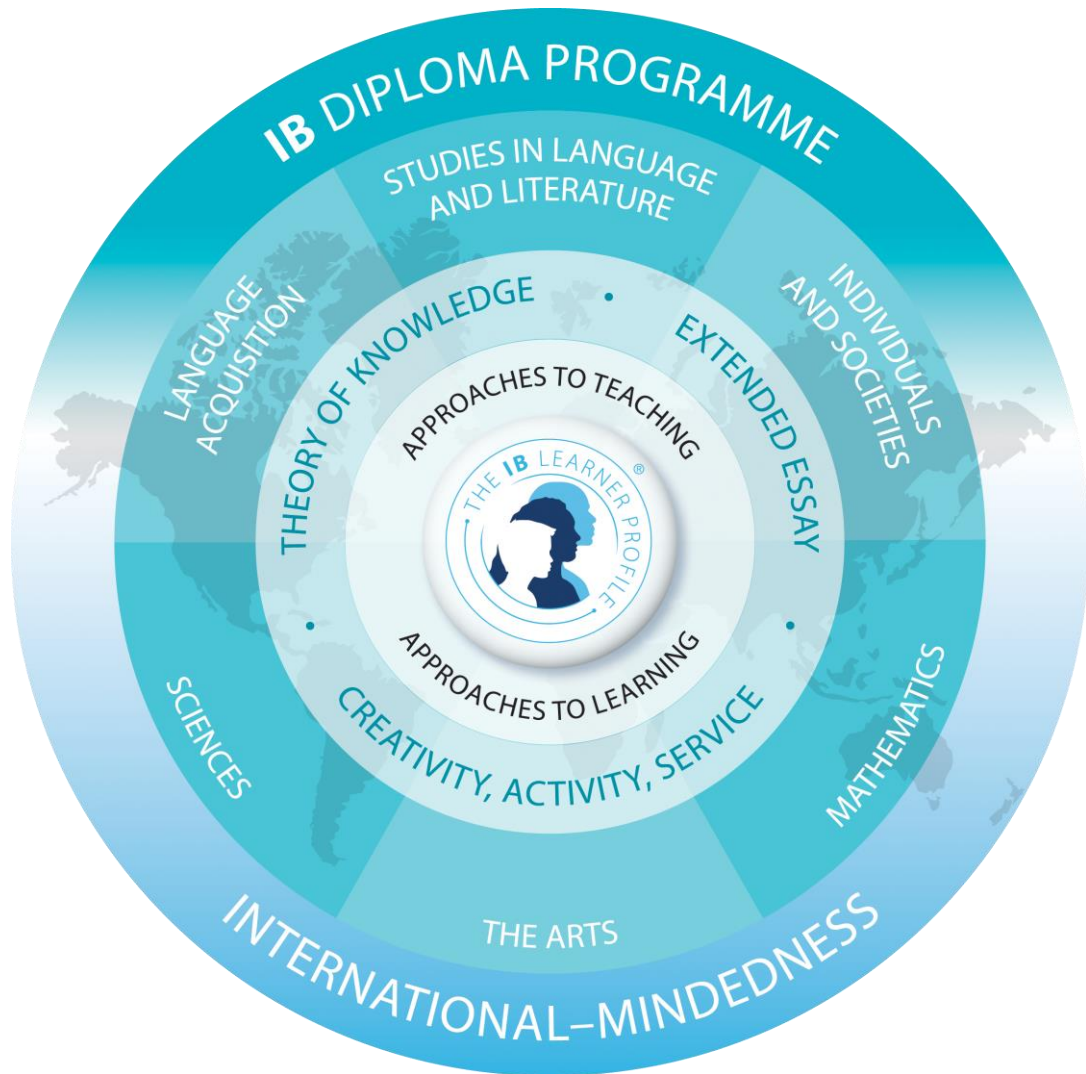 IB DIPLOMA PROGRAMME
STUDIES IN LANGUAGE
AND LITERATURE
LANGUAGE
ACQUISITION
INDIVIDUALS
AND SOCIETIES
THEORY OF KNOWLEDGE
•
EXTENDED ESSAY
•
APPROACHES TO TEACHING
THE IB LEARNER PROFILE ®
APPROACHES TO LEARNING
•
CREATIVITY, ACTIVITY, SERVICE
SCIENCES
MATHEMATICS
THE ARTS
INTERNATIONAL–MINDEDNESS